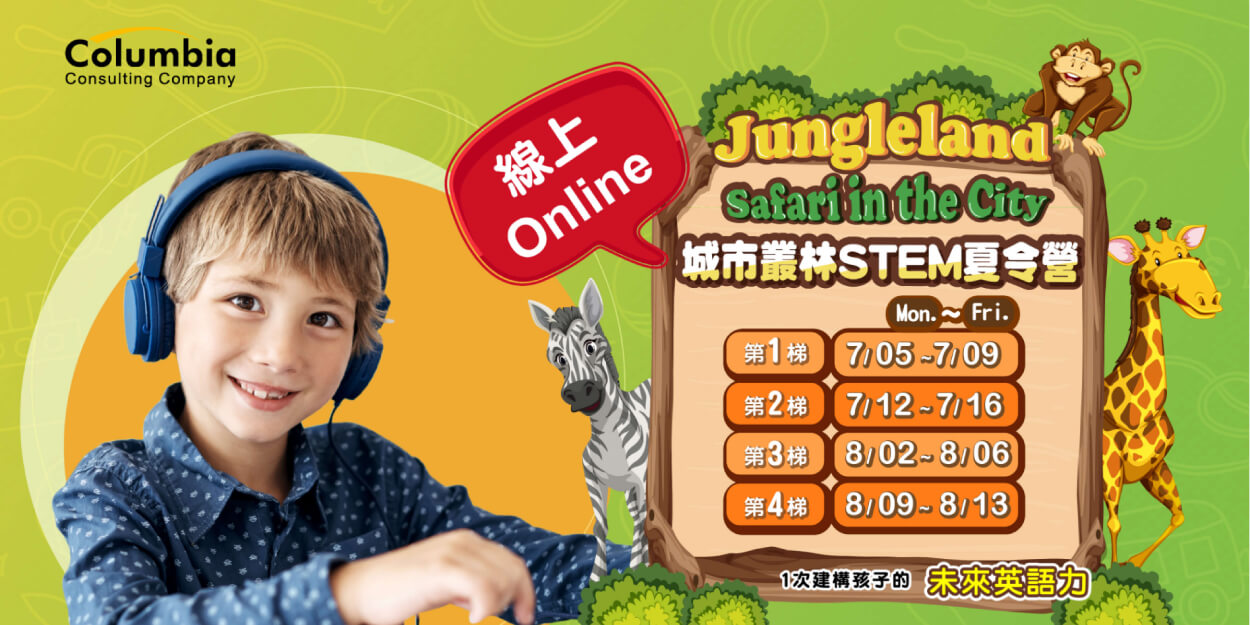 Columbia
Consulting Company
線上
Online
Jungleland
Safari in the City
城市叢林STEM夏令營
Mon.~Fri.
第1梯 7/05~7/09
第2梯 7/12~7/16
第3梯 8/02~8/06
第4梯 8/09~8/13
1次建構孩子的 未來英語力